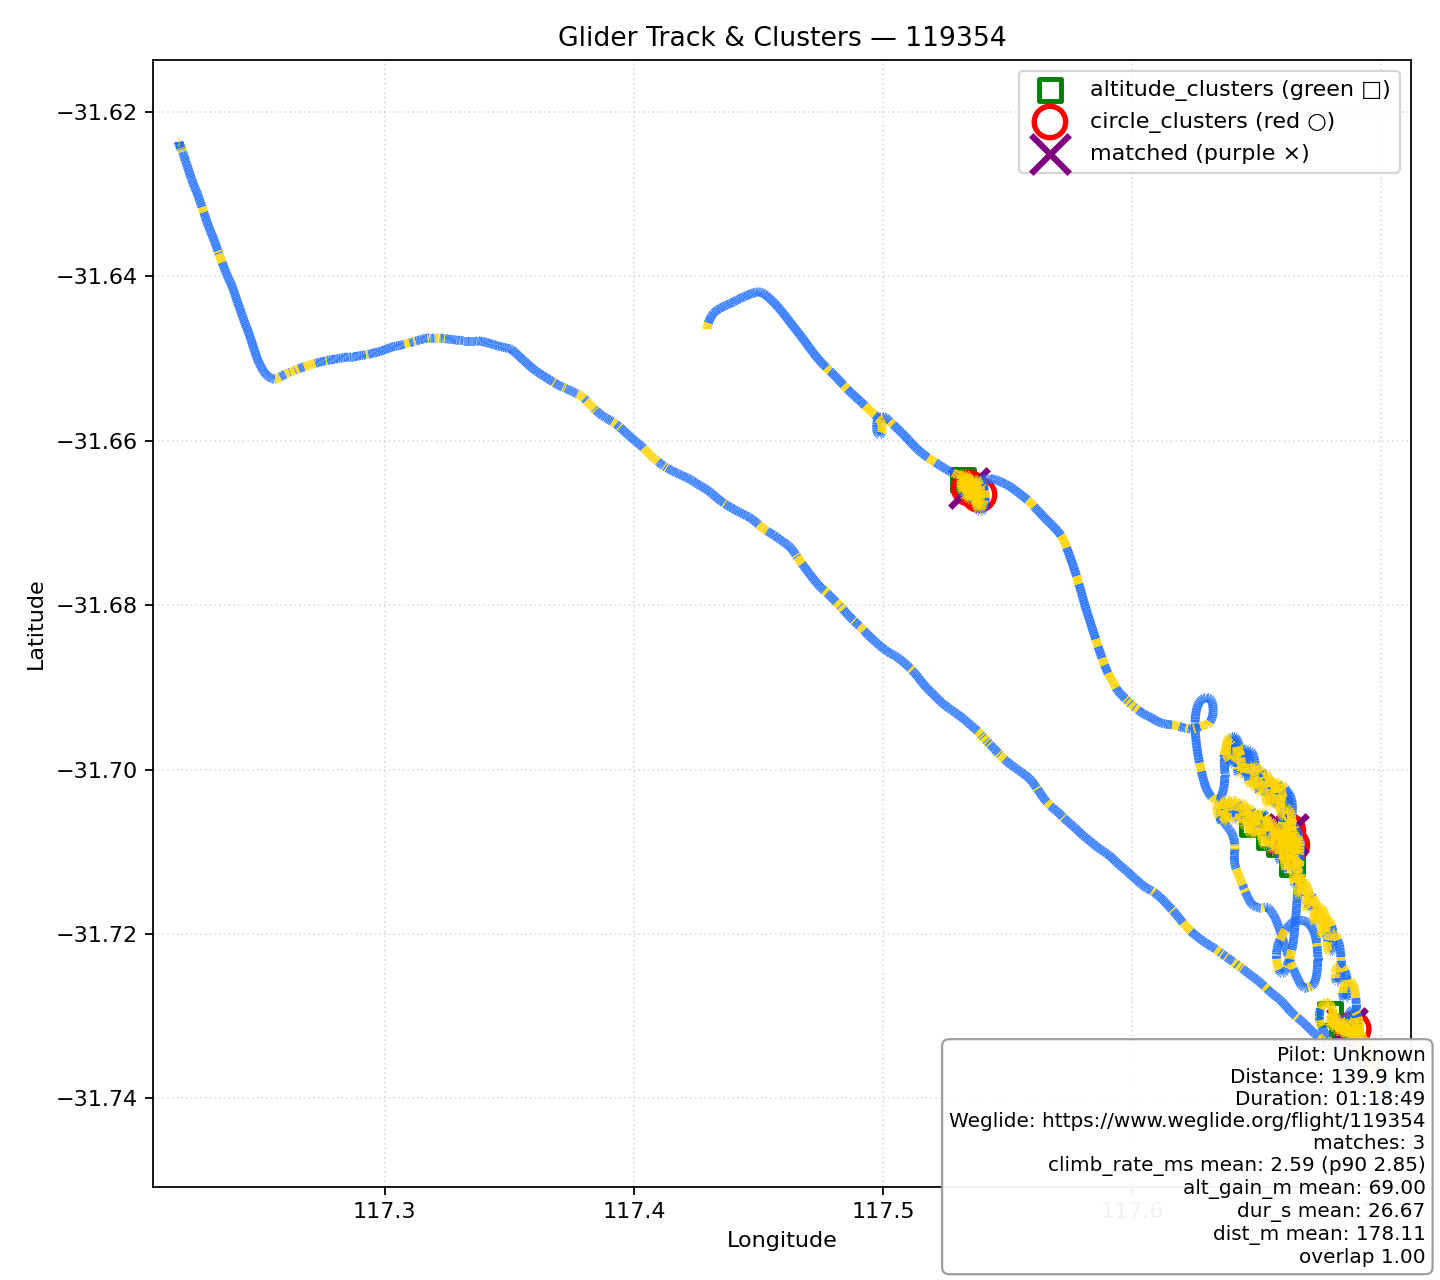 Glider Track & Clusters — 119354
altitude_clusters (green □)
circle_clusters (red ○)
matched (purple ×)
−31.62
−31.64
−31.66
−31.68
−31.70
−31.72
−31.74
Latitude
117.3
117.4
117.5
117.6
Longitude
Pilot: Unknown
Distance: 139.9 km
Duration: 01:18:49
Weglide: https://www.weglide.org/flight/119354
matches: 3
climb_rate_ms mean: 2.59 (p90 2.85)
alt_gain_m mean: 69.00
dur_s mean: 26.67
dist_m mean: 178.11
overlap 1.00